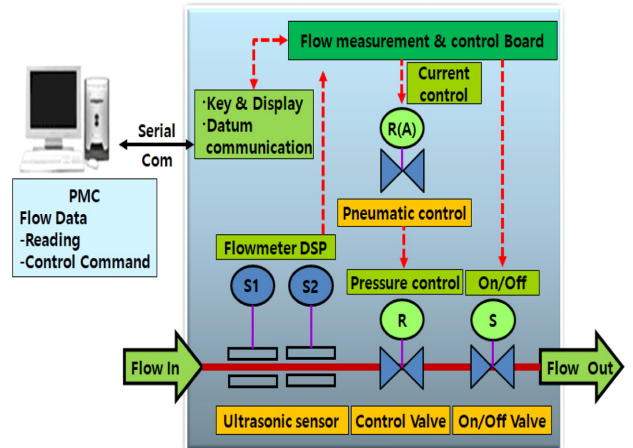 Flow measurement & control Board
Current
control
·Key & Display
·Datum
communication
R(A)
Serial
Com
PMC
Flow Data
-Reading
-Control Command
Pneumatic control
Flowmeter DSP
Pressure control
On/Off
S1
S2
R
S
Flow In
Flow Out
Ultrasonic sensor
Control Valve
On/Off Valve